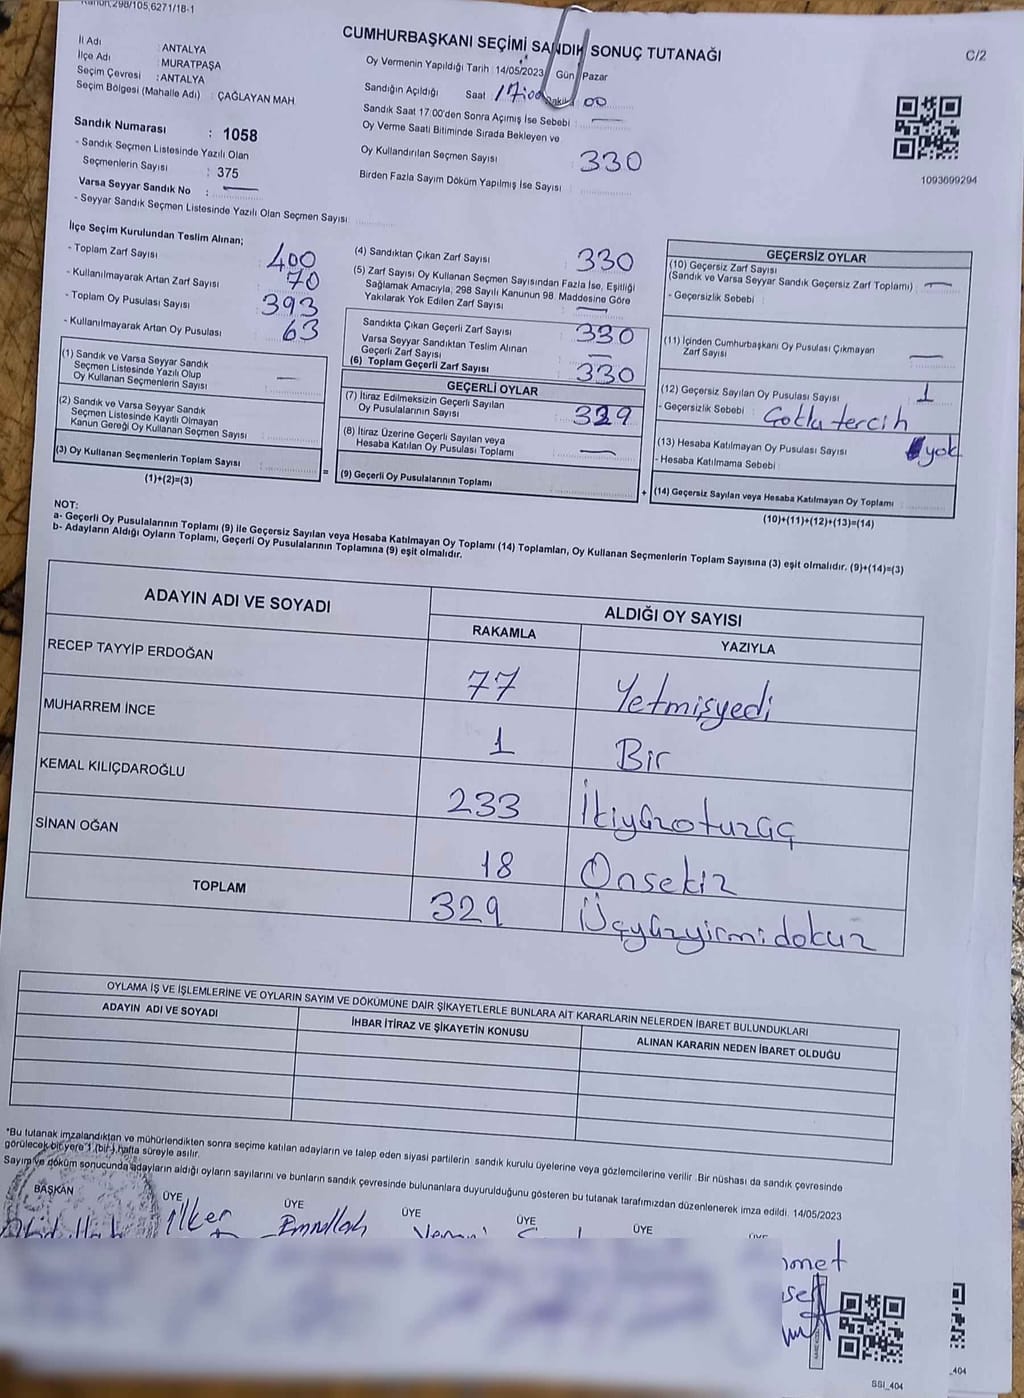 Kanun,298/105,6271/18-1
CUMHURBAŞKANI SEÇİMİ SANDIK SONUÇ TUTANAĞI
C/2
İl Adı : ANTALYA
İlçe Adı : MURATPAŞA
Seçim Çevresi : ANTALYA
Seçim Bölgesi (Mahalle Adı) : ÇAĞLAYAN MAH
Oy Vermenin Yapıldığı Tarih : 14/05/2023 Gün : Pazar
Sandığın Açıldığı Saat 17:00 Dakika 00
Sandık Saat 17:00'den Sonra Açımış İse Sebebi : —
Oy Verme Saati Bitiminde Sırada Bekleyen ve
Oy Kullandırılan Seçmen Sayısı : 330
Birden Fazla Sayım Döküm Yapılmış İse Sayısı :
1093699294
Sandık Numarası : 1058
- Sandık Seçmen Listesinde Yazılı Olan
Seçmenlerin Sayısı : 375
Varsa Seyyar Sandık No : —
- Seyyar Sandık Seçmen Listesinde Yazılı Olan Seçmen Sayısı:
İlçe Seçim Kurulundan Teslim Alınan;
- Toplam Zarf Sayısı : 400
- Kullanılmayarak Artan Zarf Sayısı : 70
- Toplam Oy Pusulası Sayısı : 393
- Kullanılmayarak Artan Oy Pusulası : 63
(1) Sandık ve Varsa Seyyar Sandık
Seçmen Listesinde Yazılı Olup
Oy Kullanan Seçmenlerin Sayısı : —
(2) Sandık ve Varsa Seyyar Sandık
Seçmen Listesinde Kayıtlı Olmayan
Kanun Gereği Oy Kullanan Seçmen Sayısı :
(3) Oy Kullanan Seçmenlerin Toplam Sayısı :
(1)+(2)=(3)
=
(4) Sandıktan Çıkan Zarf Sayısı : 330
(5) Zarf Sayısı Oy Kullanan Seçmen Sayısından Fazla İse, Eşitliği
Sağlamak Amacıyla, 298 Sayılı Kanunun 98. Maddesine Göre
Yakılarak Yok Edilen Zarf Sayısı : —
Sandıkta Çıkan Geçerli Zarf Sayısı : 330
Varsa Seyyar Sandıktan Teslim Alınan
Geçerli Zarf Sayısı : —
(6) Toplam Geçerli Zarf Sayısı : 330
GEÇERLİ OYLAR
(7) İtiraz Edilmeksizin Geçerli Sayılan
Oy Pusulalarının Sayısı : 329
(8) İtiraz Üzerine Geçerli Sayılan veya
Hesaba Katılan Oy Pusulası Toplamı : —
(9) Geçerli Oy Pusulalarının Toplamı :
+
GEÇERSİZ OYLAR
(10) Geçersiz Zarf Sayısı
(Sandık ve Varsa Seyyar Sandık Geçersiz Zarf Toplamı) : —
- Geçersizlik Sebebi :
(11) İçinden Cumhurbaşkanı Oy Pusulası Çıkmayan
Zarf Sayısı : —
(12) Geçersiz Sayılan Oy Pusulası Sayısı : 1
- Geçersizlik Sebebi : Çoklu tercih
(13) Hesaba Katılmayan Oy Pusulası Sayısı : yok
- Hesaba Katılmama Sebebi :
(14) Geçersiz Sayılan veya Hesaba Katılmayan Oy Toplamı :
(10)+(11)+(12)+(13)=(14)
NOT:
a- Geçerli Oy Pusulalarının Toplamı (9) ile Geçersiz Sayılan veya Hesaba Katılmayan Oy Toplamı (14) Toplamları, Oy Kullanan Seçmenlerin Toplam Sayısına (3) eşit olmalıdır. (9)+(14)=(3)
b- Adayların Aldığı Oyların Toplamı, Geçerli Oy Pusulalarının Toplamına (9) eşit olmalıdır.
ADAYIN ADI VE SOYADI
ALDIĞI OY SAYISI
RAKAMLA YAZIYLA
RECEP TAYYİP ERDOĞAN 77 Yetmişyedi
MUHARREM İNCE 1 Bir
KEMAL KILIÇDAROĞLU 233 İkiyüzotuzüç
SİNAN OĞAN 18 Onsekiz
TOPLAM 329 Üçyüzyirmidokuz
OYLAMA İŞ VE İŞLEMLERİNE VE OYLARIN SAYIM VE DÖKÜMÜNE DAİR ŞİKAYETLERLE BUNLARA AİT KARARLARIN NELERDEN İBARET BULUNDUKLARI
ADAYIN ADI VE SOYADI İHBAR İTİRAZ VE ŞİKAYETİN KONUSU ALINAN KARARIN NEDEN İBARET OLDUĞU
*Bu tutanak imzalandıktan ve mühürlendikten sonra seçime katılan adayların ve talep eden siyasi partilerin sandık kurulu üyelerine veya gözlemcilerine verilir. Bir nüshası da sandık çevresinde
görülecek bir yere 1 (bir) hafta süreyle asılır.
Sayım ve döküm sonucunda adayların aldığı oyların sayılarını ve bunların sandık çevresinde bulunanlara duyurulduğunu gösteren bu tutanak tarafımızdan düzenlenerek imza edildi. 14/05/2023
BAŞKAN ÜYE ÜYE ÜYE ÜYE ÜYE
İlker Emrullah
SSI_404
_404